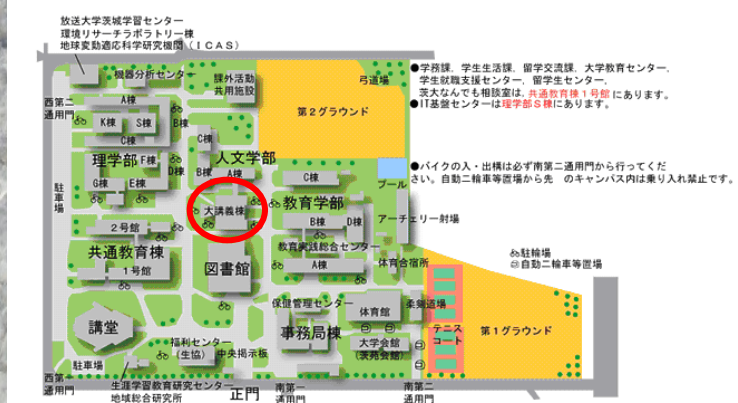 放送大学茨城学習センター
環境リサーチラボラトリー棟
地球変動適応科学研究機関(ICAS)
機器分析センター
課外活動
共用施設
弓道場
●学務課、学生生活課、留学交流課、大学教育センター、
学生就職支援センター、留学生センター、
茨大なんでも相談室は、共通教育棟1号館にあります。
●IT基盤センターは理学部S棟にあります。
西第二
通用門
A棟
K棟
S棟
B棟
C棟
C棟
第2グラウンド
理学部
F棟
D棟
人文学部
B棟
A棟
G棟
E棟
C棟
プール
●バイクの入・出構は必ず南第二通用門から行ってくだ
さい。自動二輪車等置場から先 のキャンパス内は乗り入れ禁止です。
駐車場
大講義棟
教育学部
B棟
D棟
アーチェリー射場
2号館
共通教育棟
1号館
図書館
教育実践総合センター
A棟
体育合宿所
駐輪場
自動二輪車等置場
講堂
保健管理センター
体育館
柔剣道場
事務局棟
テニス
コート
第1グラウンド
福利センター
(生協)
中央掲示板
大学会館
(茨苑会館)
駐車場
西第一
通用門
生涯学習教育研究センター
地域総合研究所
正門
南第一
通用門
南第二
通用門